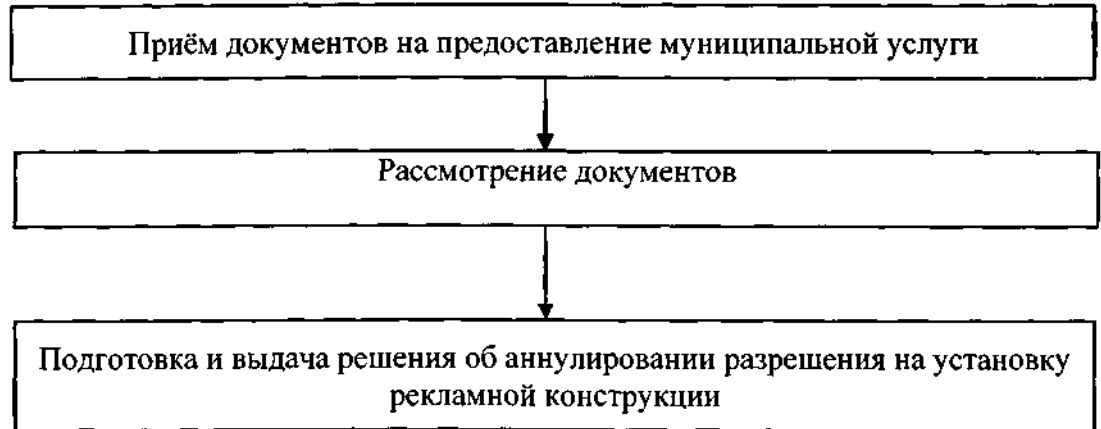 Приём документов на предоставление муниципальной услуги
Рассмотрение документов
Подготовка и выдача решения об аннулировании разрешения на установку
рекламной конструкции